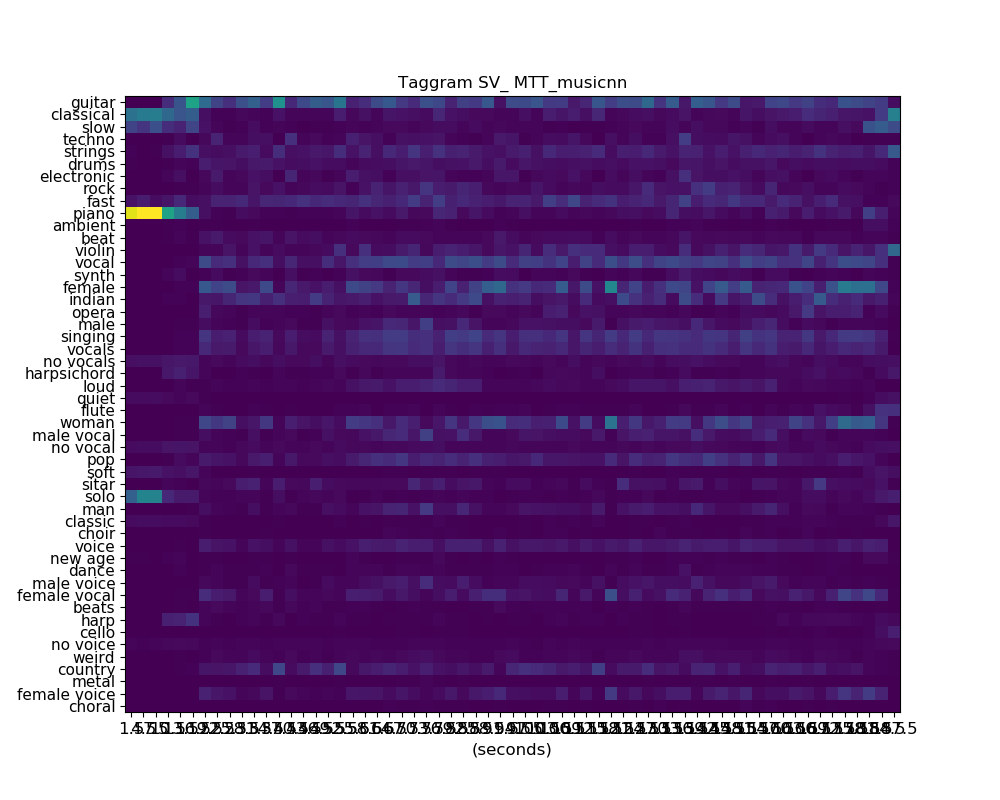 Taggram SV_ MTT_musicnn
guitar
classical
slow
techno
strings
drums
electronic
rock
fast
piano
ambient
beat
violin
vocal
synth
female
indian
opera
male
singing
vocals
no vocals
harpsichord
loud
quiet
flute
woman
male vocal
no vocal
pop
soft
sitar
solo
man
classic
choir
voice
new age
dance
male voice
female vocal
beats
harp
cello
no voice
weird
country
metal
female voice
choral
(seconds)